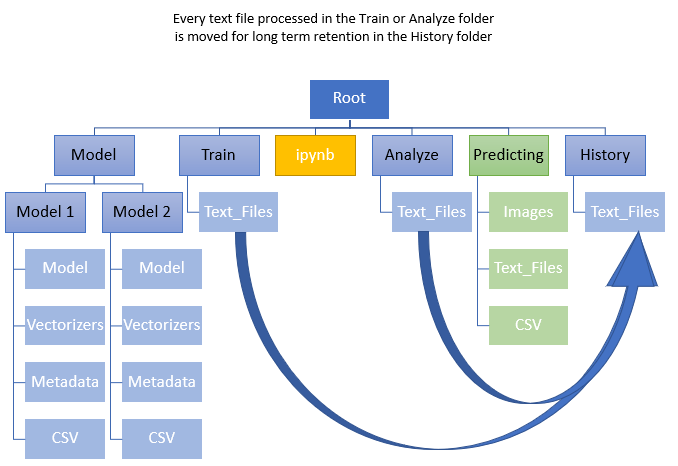 Every text file processed in the Train or Analyze folder
is moved for long term retention in the History folder
Root
Model
Train
ipynb
Analyze
Predicting
History
Model 1
Model 2
Text_Files
Text_Files
Images
Text_Files
Model
Model
Text_Files
Vectorizers
Vectorizers
CSV
Metadata
Metadata
CSV
CSV